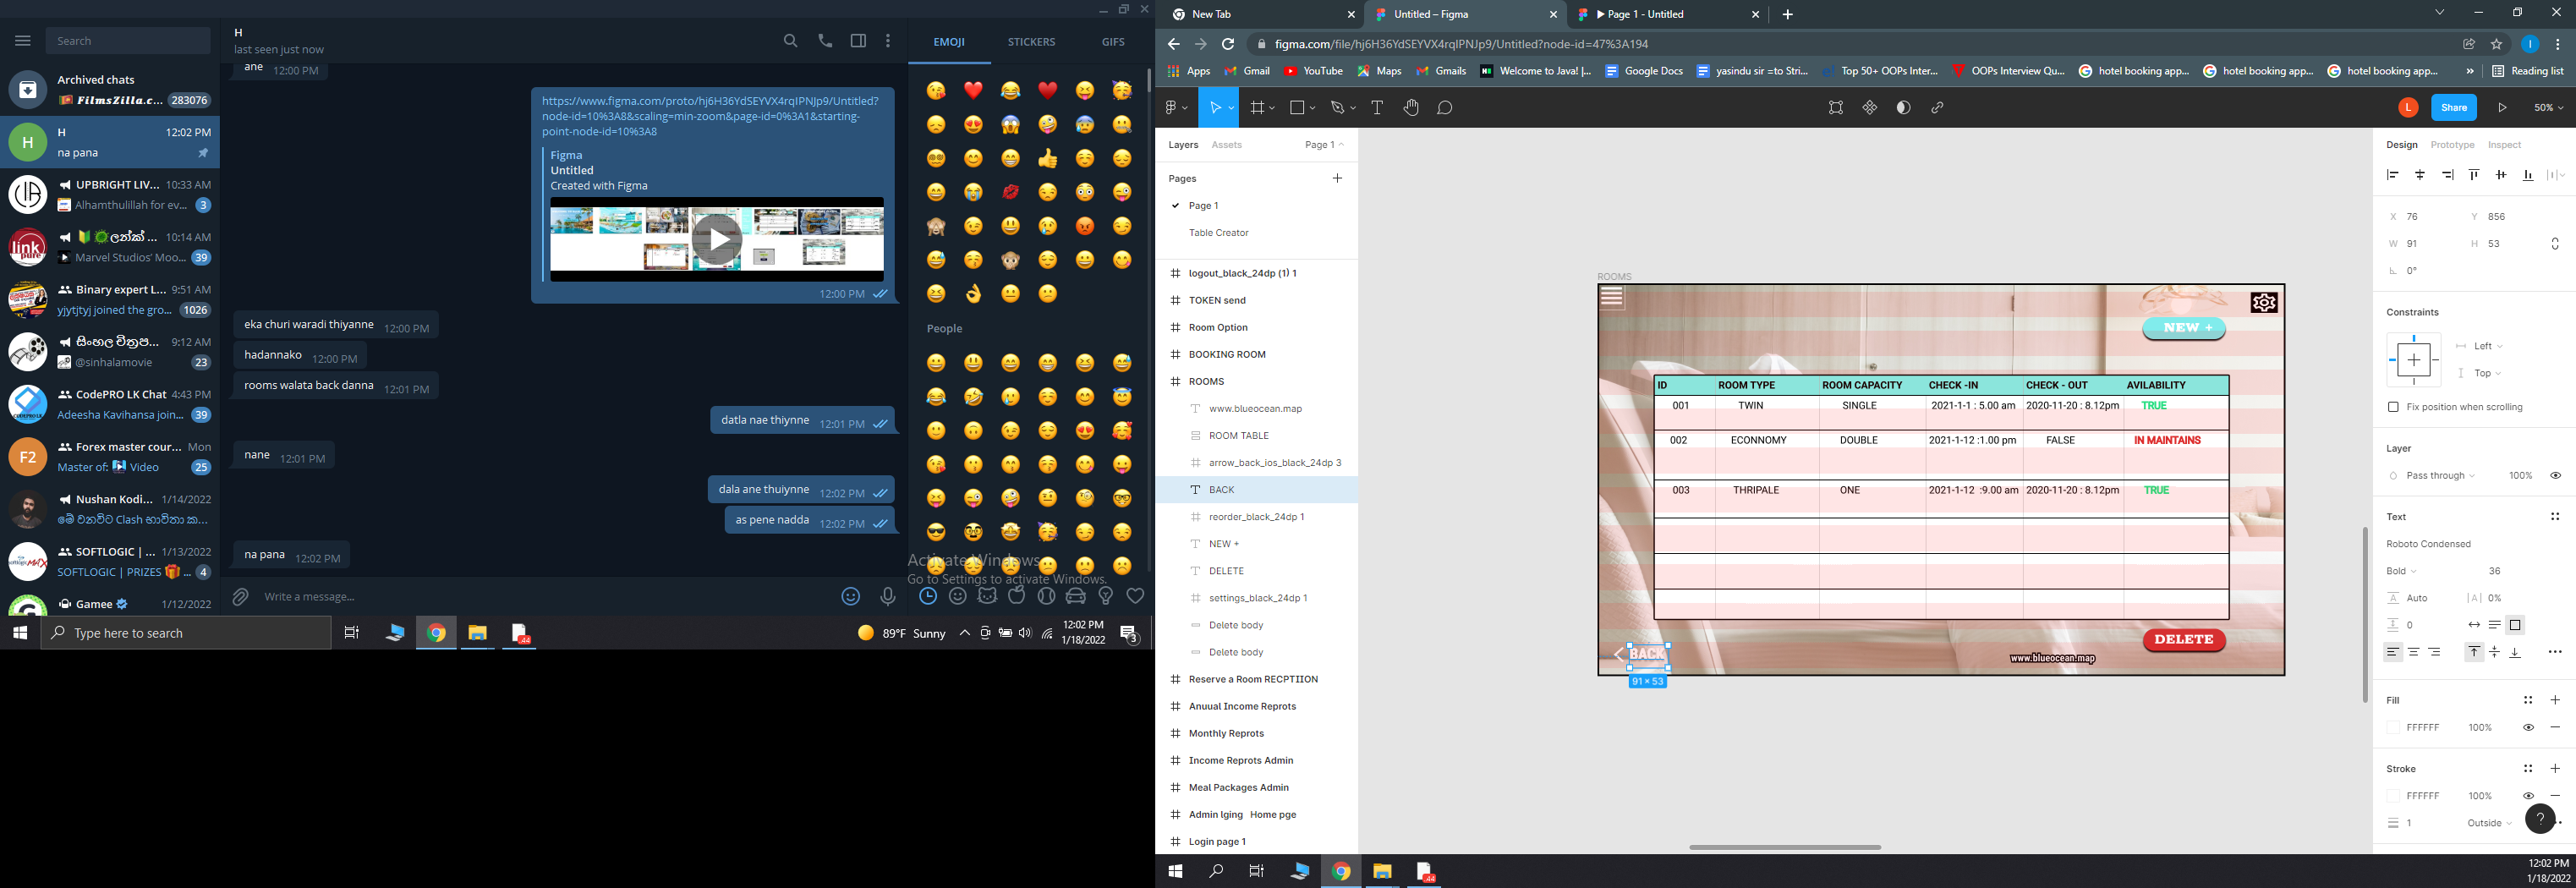 Search
H
last seen just now
EMOJI
STICKERS
GIFS
Archived chats
FilmsZilla.c...
283076
H
12:02 PM
na pana
UPBRIGHT LIV...
10:33 AM
Alhamthulillah for ev...
3
ලන්ක් ...
10:14 AM
Marvel Studios' Moo...
39
Binary expert L...
9:51 AM
yjytjtyj joined the gro...
1026
සිංහල චිත්‍රප...
9:12 AM
@sinhalamovie
23
CodePRO LK Chat
4:43 PM
Adeesha Kavihansa join...
39
F2
Forex master cour...
Mon
Master of:
Video
25
Nushan Kodi...
1/14/2022
මේ වනවිට Clash භාවිතා ක...
SOFTLOGIC | ...
1/13/2022
SOFTLOGIC | PRIZES 🎁 ...
4
Gamee
1/12/2022
ane 12:00 PM
https://www.figma.com/proto/hj6H36YdSEYVX4rqIPNJp9/Untitled?
node-id=10%3A8&scaling=min-zoom&page-id=0%3A1&starting-
point-node-id=10%3A8
Figma
Untitled
Created with Figma
12:00 PM
eka churi waradi thiyanne 12:00 PM
hadannako 12:00 PM
rooms walata back danna 12:01 PM
datla nae thiynne 12:01 PM
nane 12:01 PM
dala ane thuiynne 12:02 PM
as pene nadda 12:02 PM
na pana 12:02 PM
Write a message...
People
Activate Windows
Go to Settings to activate Windows.
Type here to search
89°F Sunny
12:02 PM
1/18/2022
3
New Tab
Untitled – Figma
Page 1 - Untitled
figma.com/file/hj6H36YdSEYVX4rqIPNJp9/Untitled?node-id=47%3A194
Apps
Gmail
YouTube
Maps
Gmails
Welcome to Java! |...
Google Docs
yasindu sir =to Stri...
Top 50+ OOPs Inter...
OOPs Interview Qu...
hotel booking app...
hotel booking app...
hotel booking app...
»
Reading list
L
Share
50%
Layers
Assets
Page 1
Pages
Page 1
Table Creator
logout_black_24dp (1) 1
TOKEN send
Room Option
BOOKING ROOM
ROOMS
www.blueocean.map
ROOM TABLE
arrow_back_ios_black_24dp 3
BACK
reorder_black_24dp 1
NEW +
DELETE
settings_black_24dp 1
Delete body
Delete body
Reserve a Room RECPTIION
Anuual Income Reprots
Monthly Reprots
Income Reprots Admin
Meal Packages Admin
Admin lging Home pge
Login page 1
ROOMS
NEW +
ID ROOM TYPE ROOM CAPACITY CHECK -IN CHECK - OUT AVILABILITY
001 TWIN SINGLE 2021-1-1 : 5.00 am 2020-11-20 : 8.12pm TRUE
002 ECONNOMY DOUBLE 2021-1-12 :1.00 pm FALSE IN MAINTAINS
003 THRIPALE ONE 2021-1-12 :9.00 am 2020-11-20 : 8.12pm TRUE
DELETE
BACK
www.blueocean.map
91 × 53
Design
Prototype
Inspect
X 76 Y 856
W 91 H 53
0°
Constraints
Left
Top
Fix position when scrolling
Layer
Pass through 100%
Text
Roboto Condensed
Bold 36
Auto 0%
0
Fill
FFFFFF 100%
Stroke
FFFFFF 100%
1 Outside
?
12:02 PM
1/18/2022